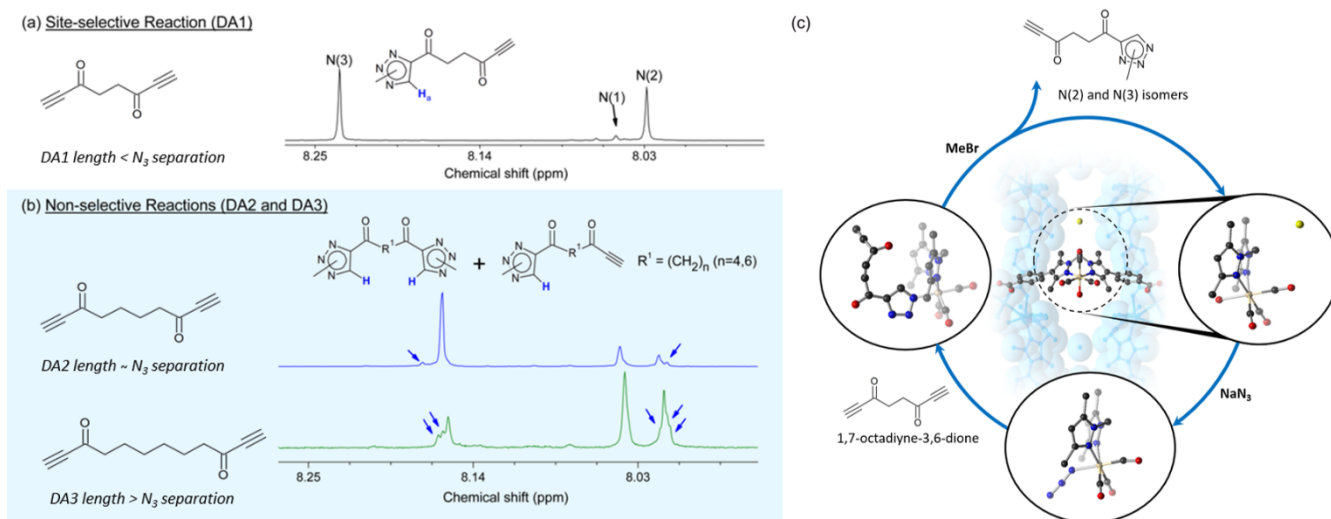 (a) Site-selective Reaction (DA1)
O
O
DA1 length < N3 separation
N(3)
N
N
N
O
O
Ha
N(1)
N(2)
8.25
8.14
8.03
Chemical shift (ppm)
(b) Non-selective Reactions (DA2 and DA3)
O
O
N
N
N
R1
N
N
N
H
H
+
O
O
N
N
N
R1
H
R1 = (CH2)n (n=4,6)
O
O
DA2 length ~ N3 separation
O
O
DA3 length > N3 separation
8.25
8.14
8.03
Chemical shift (ppm)
(c)
O
O
N
N
N
N(2) and N(3) isomers
MeBr
NaN3
O
O
1,7-octadiyne-3,6-dione